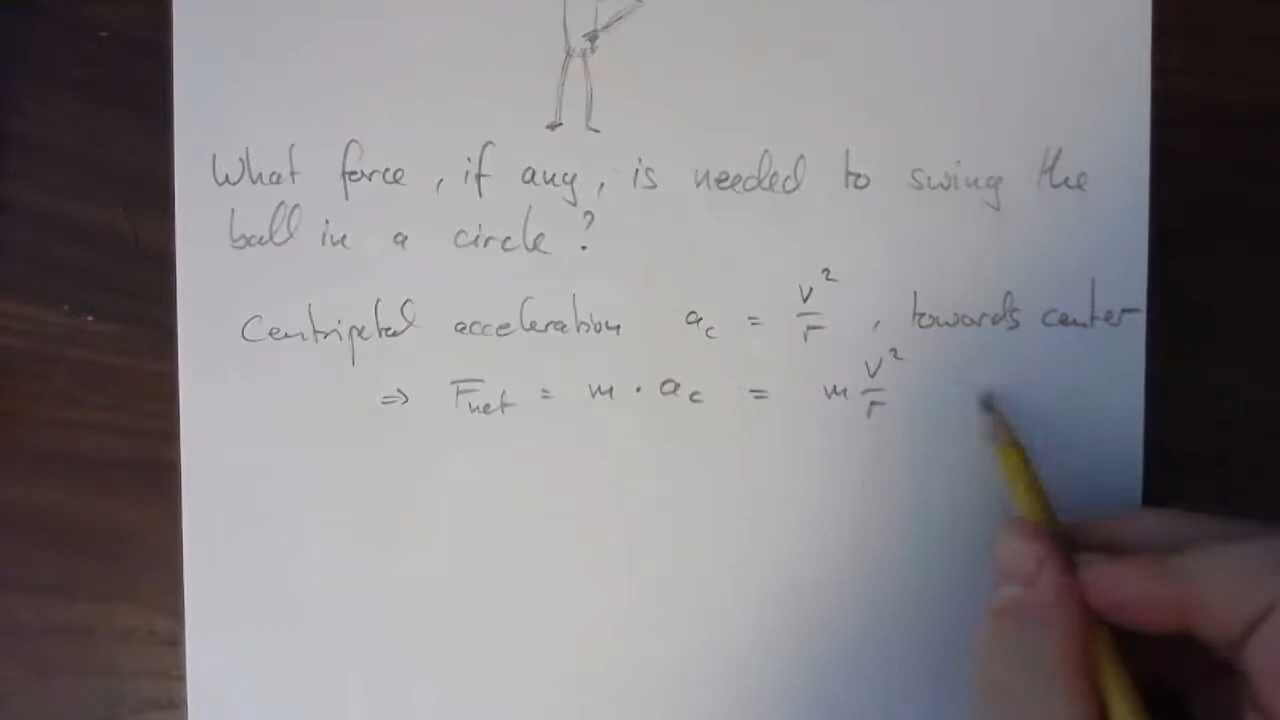 What force, if any, is needed to swing the
ball in a circle?
Centripetal acceleration a_c = v²/r, towards center
⇒ F_net = m · a_c = m v²/r